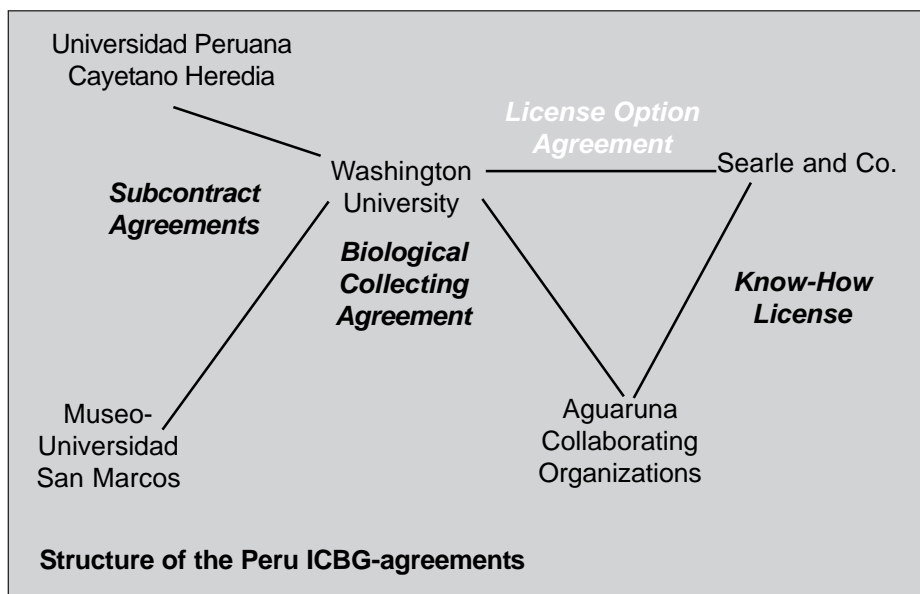 Universidad Peruana
Cayetano Heredia
License Option
Agreement
Searle and Co.
Washington
University
Subcontract
Agreements
Biological
Collecting
Agreement
Know-How
License
Museo-
Universidad
San Marcos
Aguaruna
Collaborating
Organizations
Structure of the Peru ICBG-agreements